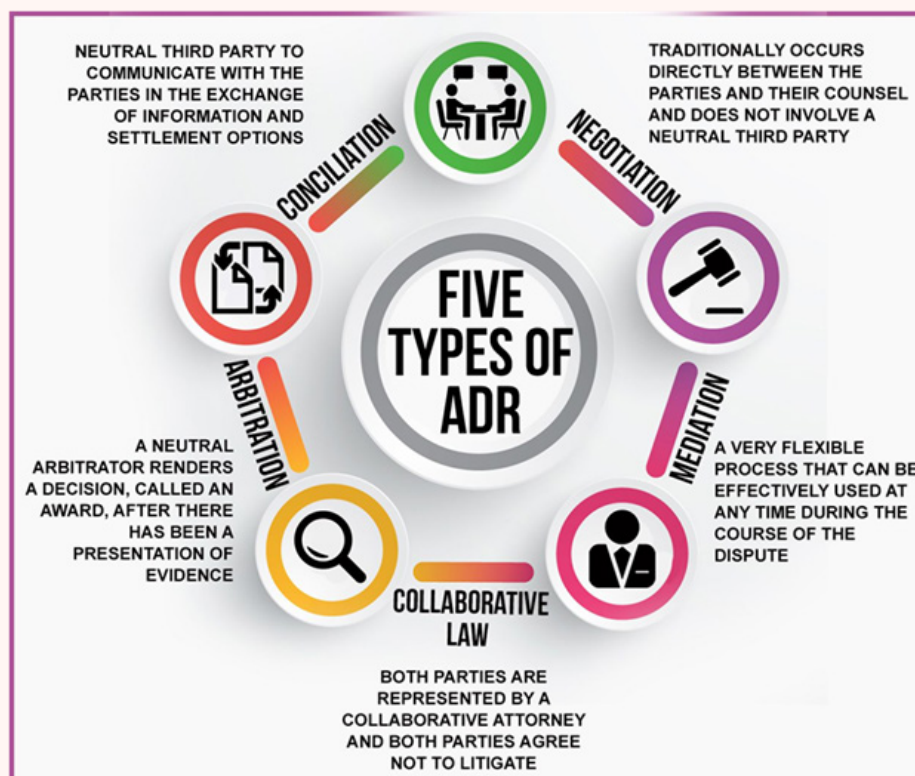 NEUTRAL THIRD PARTY TO
COMMUNICATE WITH THE
PARTIES IN THE EXCHANGE
OF INFORMATION AND
SETTLEMENT OPTIONS
CONCILIATION
TRADITIONALLY OCCURS
DIRECTLY BETWEEN THE
PARTIES AND THEIR COUNSEL
AND DOES NOT INVOLVE A
NEUTRAL THIRD PARTY
NEGOTIATION
FIVE
TYPES OF
ADR
ARBITRATION
A NEUTRAL
ARBITRATOR RENDERS
A DECISION, CALLED AN
AWARD, AFTER THERE
HAS BEEN A
PRESENTATION OF
EVIDENCE
MEDIATION
A VERY FLEXIBLE
PROCESS THAT CAN BE
EFFECTIVELY USED AT
ANY TIME DURING THE
COURSE OF THE
DISPUTE
COLLABORATIVE
LAW
BOTH PARTIES ARE
REPRESENTED BY A
COLLABORATIVE ATTORNEY
AND BOTH PARTIES AGREE
NOT TO LITIGATE